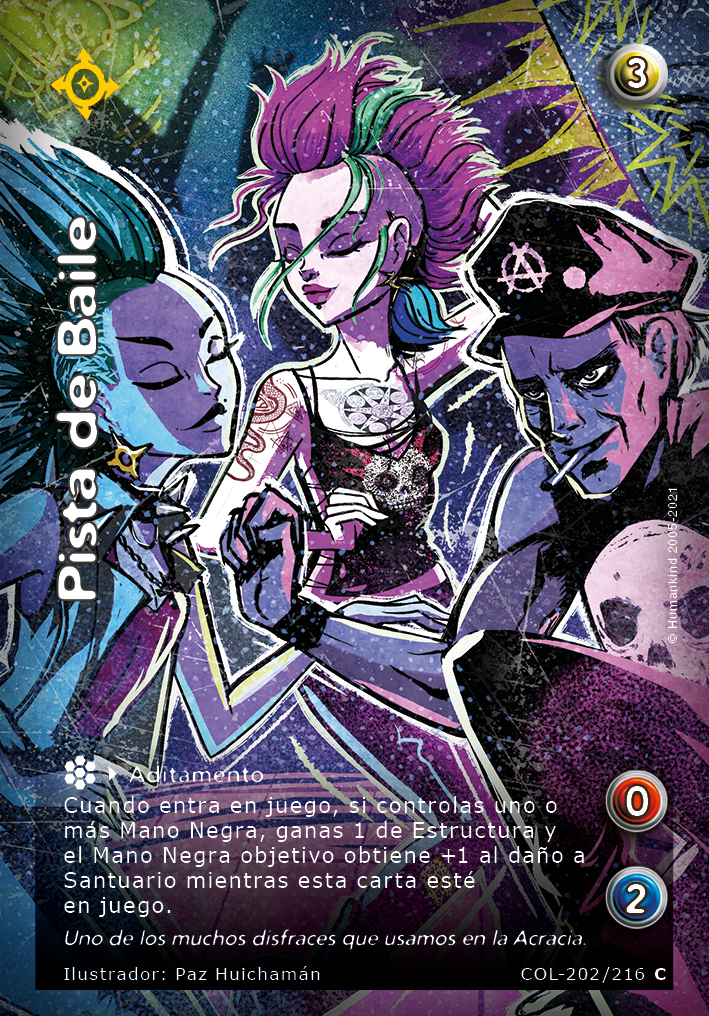 3
Pista de Baile
© Humankind 2005-2021
Aditamento
Cuando entra en juego, si controlas uno o
más Mano Negra, ganas 1 de Estructura y
el Mano Negra objetivo obtiene +1 al daño a
Santuario mientras esta carta esté
en juego.
0
2
Uno de los muchos disfraces que usamos en la Acracia.
Ilustrador: Paz Huichamán
COL-202/216 C